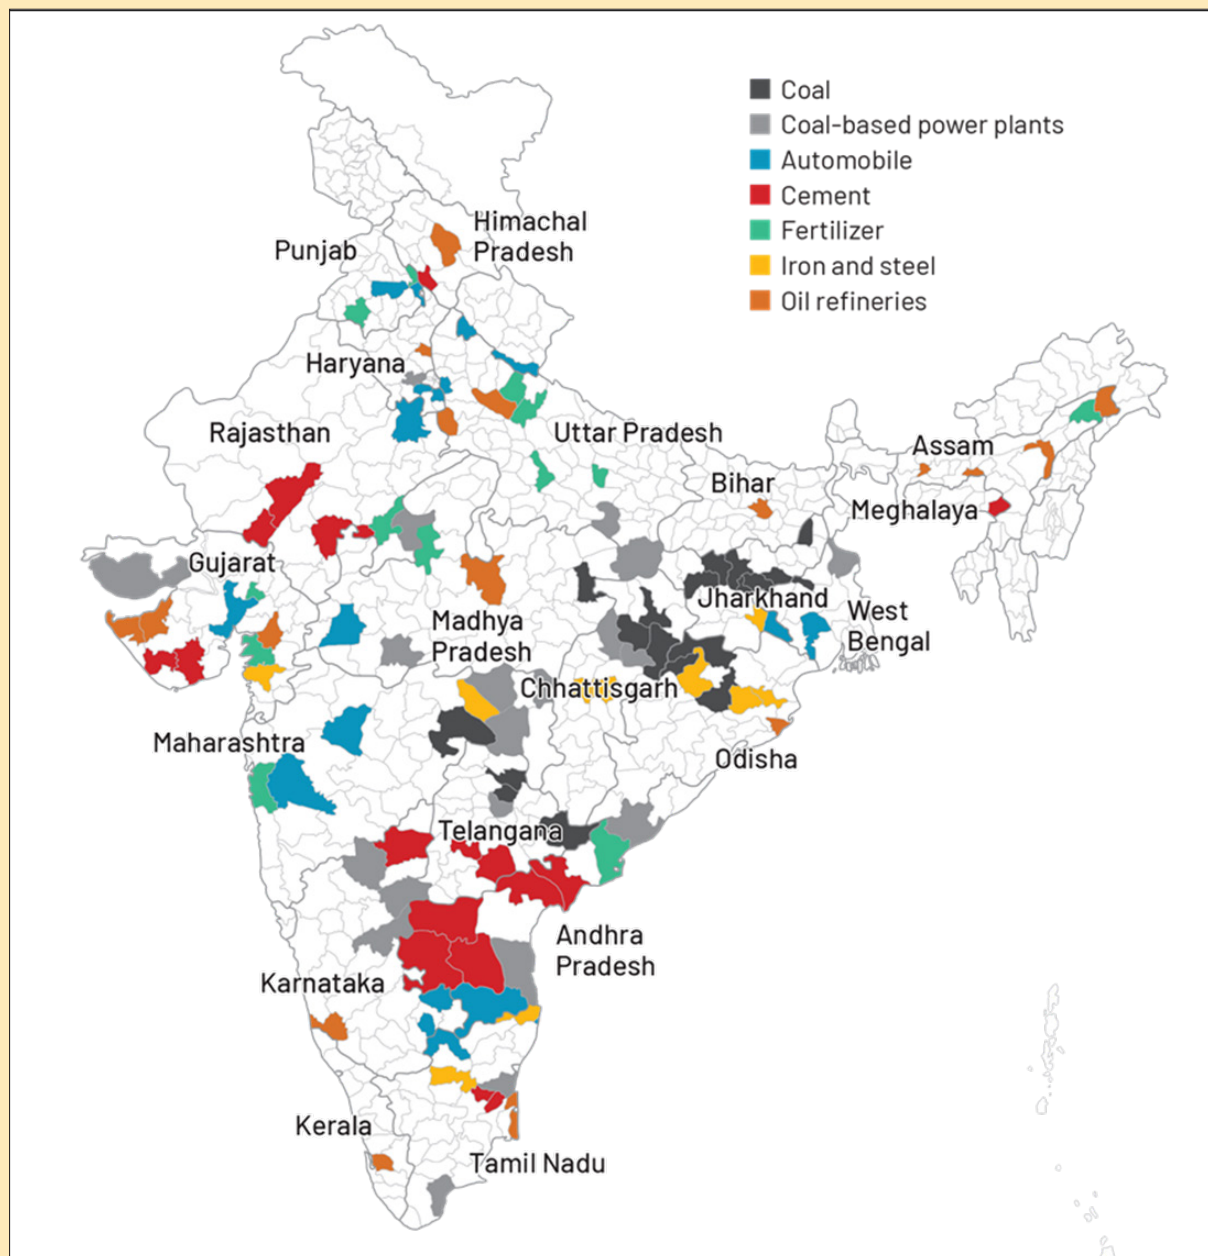 Coal
Coal-based power plants
Automobile
Cement
Fertilizer
Iron and steel
Oil refineries
Himachal
Pradesh
Punjab
Haryana
Rajasthan
Uttar Pradesh
Assam
Bihar
Meghalaya
Gujarat
Jharkhand
West
Bengal
Madhya
Pradesh
Chhattisgarh
Maharashtra
Odisha
Telangana
Andhra
Pradesh
Karnataka
Kerala
Tamil Nadu